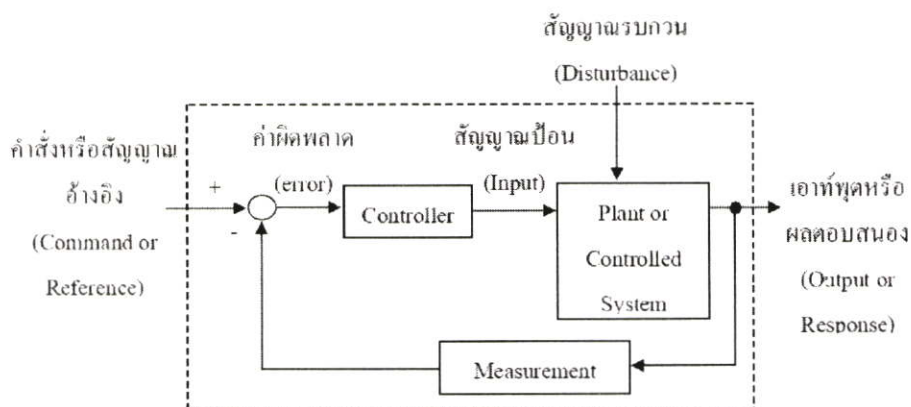 สัญญาณรบกวน
(Disturbance)
คำสั่งหรือสัญญาณ
อ้างอิง
(Command or
Reference)
+
-
ค่าผิดพลาด
(error)
Controller
สัญญาณป้อน
(Input)
Plant or
Controlled
System
เอาท์พุตหรือ
ผลตอบสนอง
(Output or
Response)
Measurement